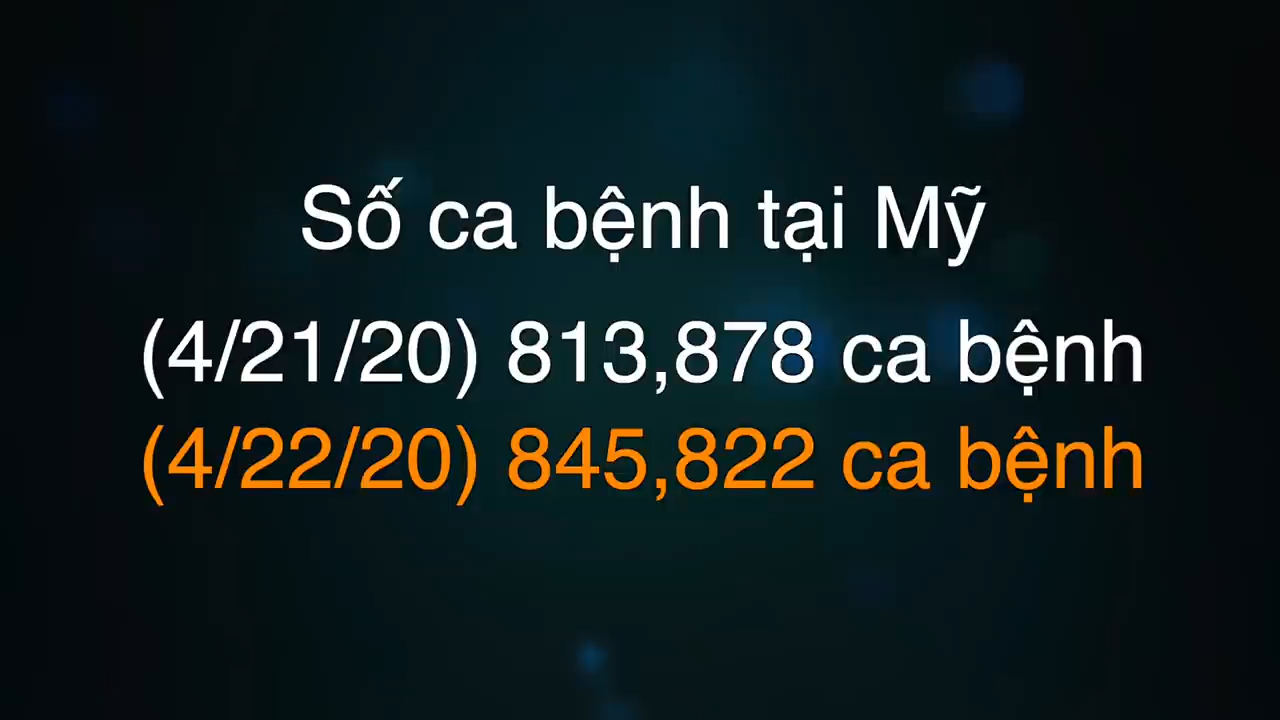 Số ca bệnh tại Mỹ
(4/21/20) 813,878 ca bệnh
(4/22/20) 845,822 ca bệnh